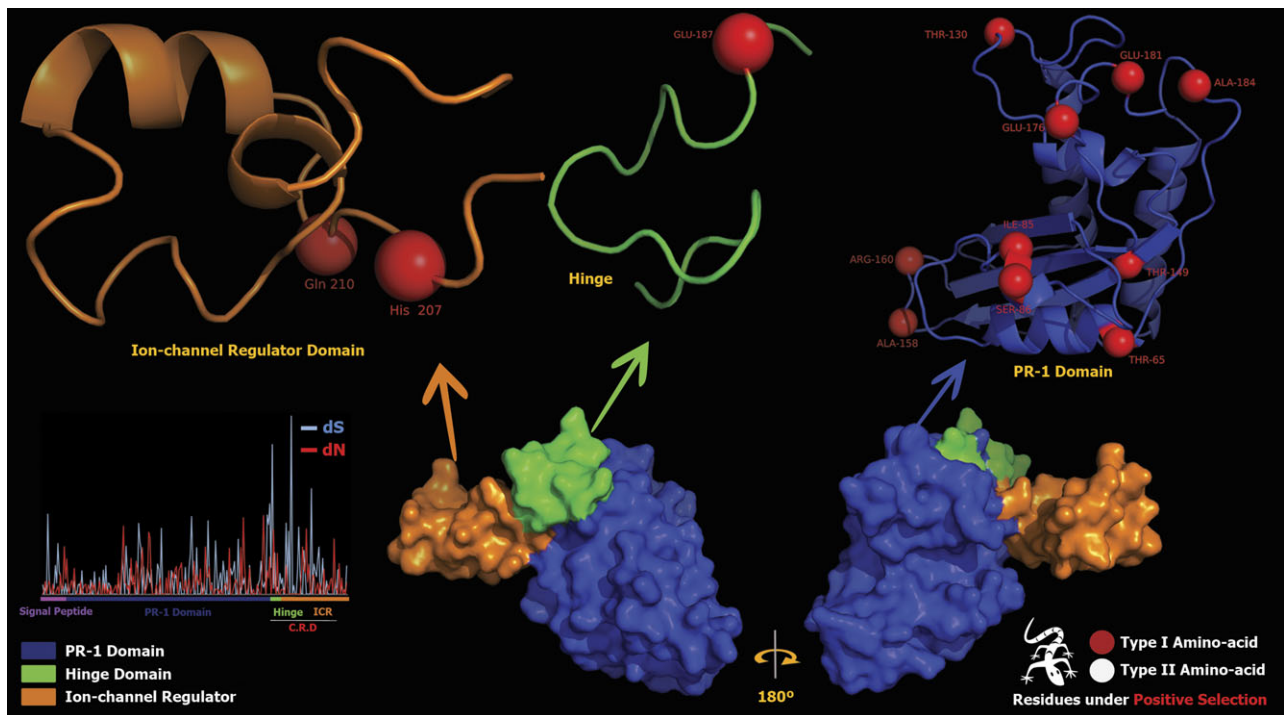 GLU-187
THR-130
GLU-181
ALA-184
GLU-176
ILE-85
ARG-160
THR-149
SER-86
ALA-158
THR-65
Gln 210
His 207
Hinge
Ion-channel Regulator Domain
PR-1 Domain
dS
dN
Signal Peptide
PR-1 Domain
Hinge
ICR
C.R.D
PR-1 Domain
Hinge Domain
Ion-channel Regulator
180º
Type I Amino-acid
Type II Amino-acid
Residues under Positive Selection